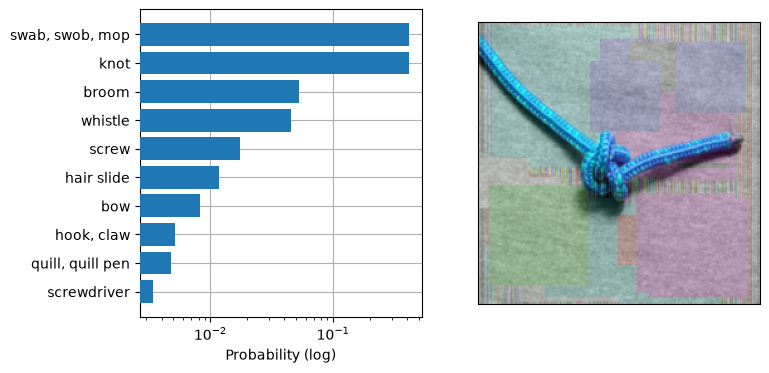 swab, swob, mop
knot
broom
whistle
screw
hair slide
bow
hook, claw
quill, quill pen
screwdriver
10⁻² 10⁻¹
Probability (log)